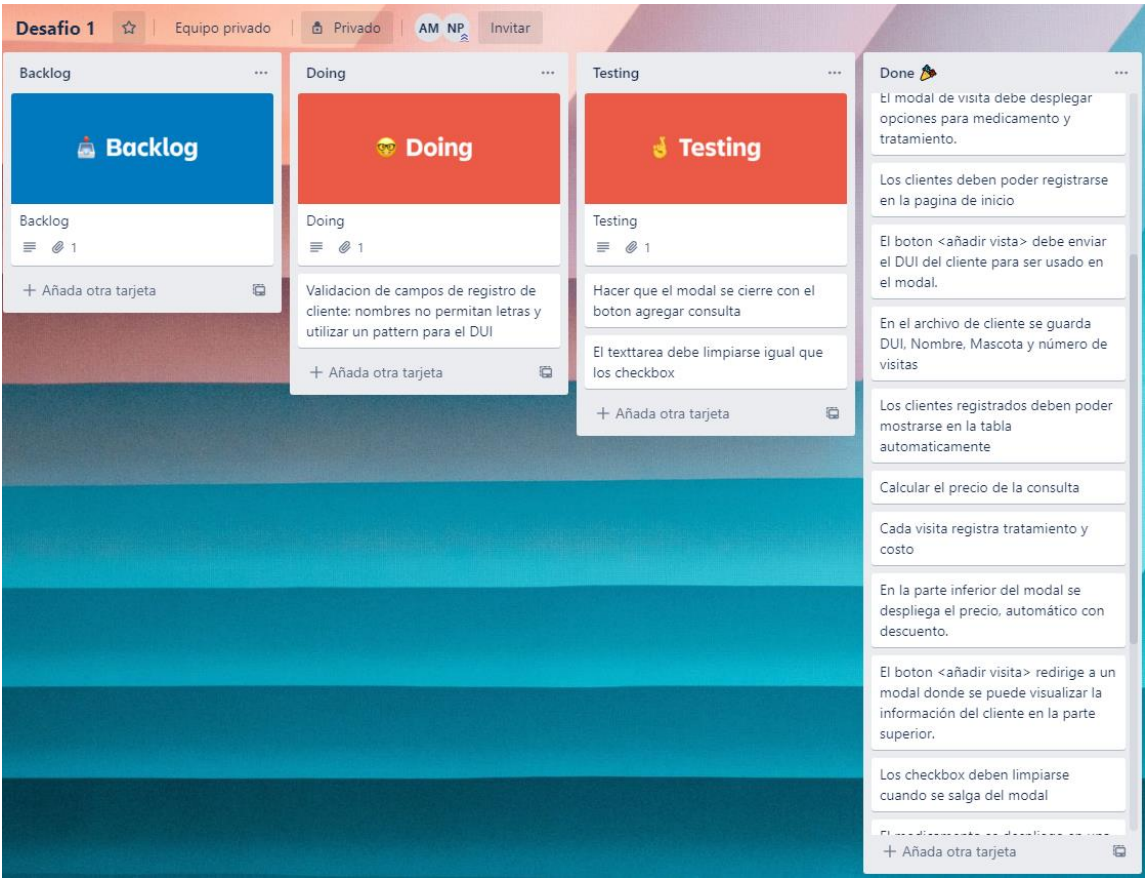 Desafio 1
Equipo privado
Privado
AM
NP
Invitar
Backlog
Backlog
Backlog
1
+ Añada otra tarjeta
Doing
Doing
Doing
1
Validacion de campos de registro de
cliente: nombres no permitan letras y
utilizar un pattern para el DUI
+ Añada otra tarjeta
Testing
Testing
Testing
1
Hacer que el modal se cierre con el
boton agregar consulta
El texttarea debe limpiarse igual que
los checkbox
+ Añada otra tarjeta
Done
El modal de visita debe desplegar
opciones para medicamento y
tratamiento.
Los clientes deben poder registrarse
en la pagina de inicio
El boton <añadir vista> debe enviar
el DUI del cliente para ser usado en
el modal.
En el archivo de cliente se guarda
DUI, Nombre, Mascota y número de
visitas
Los clientes registrados deben poder
mostrarse en la tabla
automaticamente
Calcular el precio de la consulta
Cada visita registra tratamiento y
costo
En la parte inferior del modal se
despliega el precio, automático con
descuento.
El boton <añadir visita> redirige a un
modal donde se puede visualizar la
información del cliente en la parte
superior.
Los checkbox deben limpiarse
cuando se salga del modal
+ Añada otra tarjeta